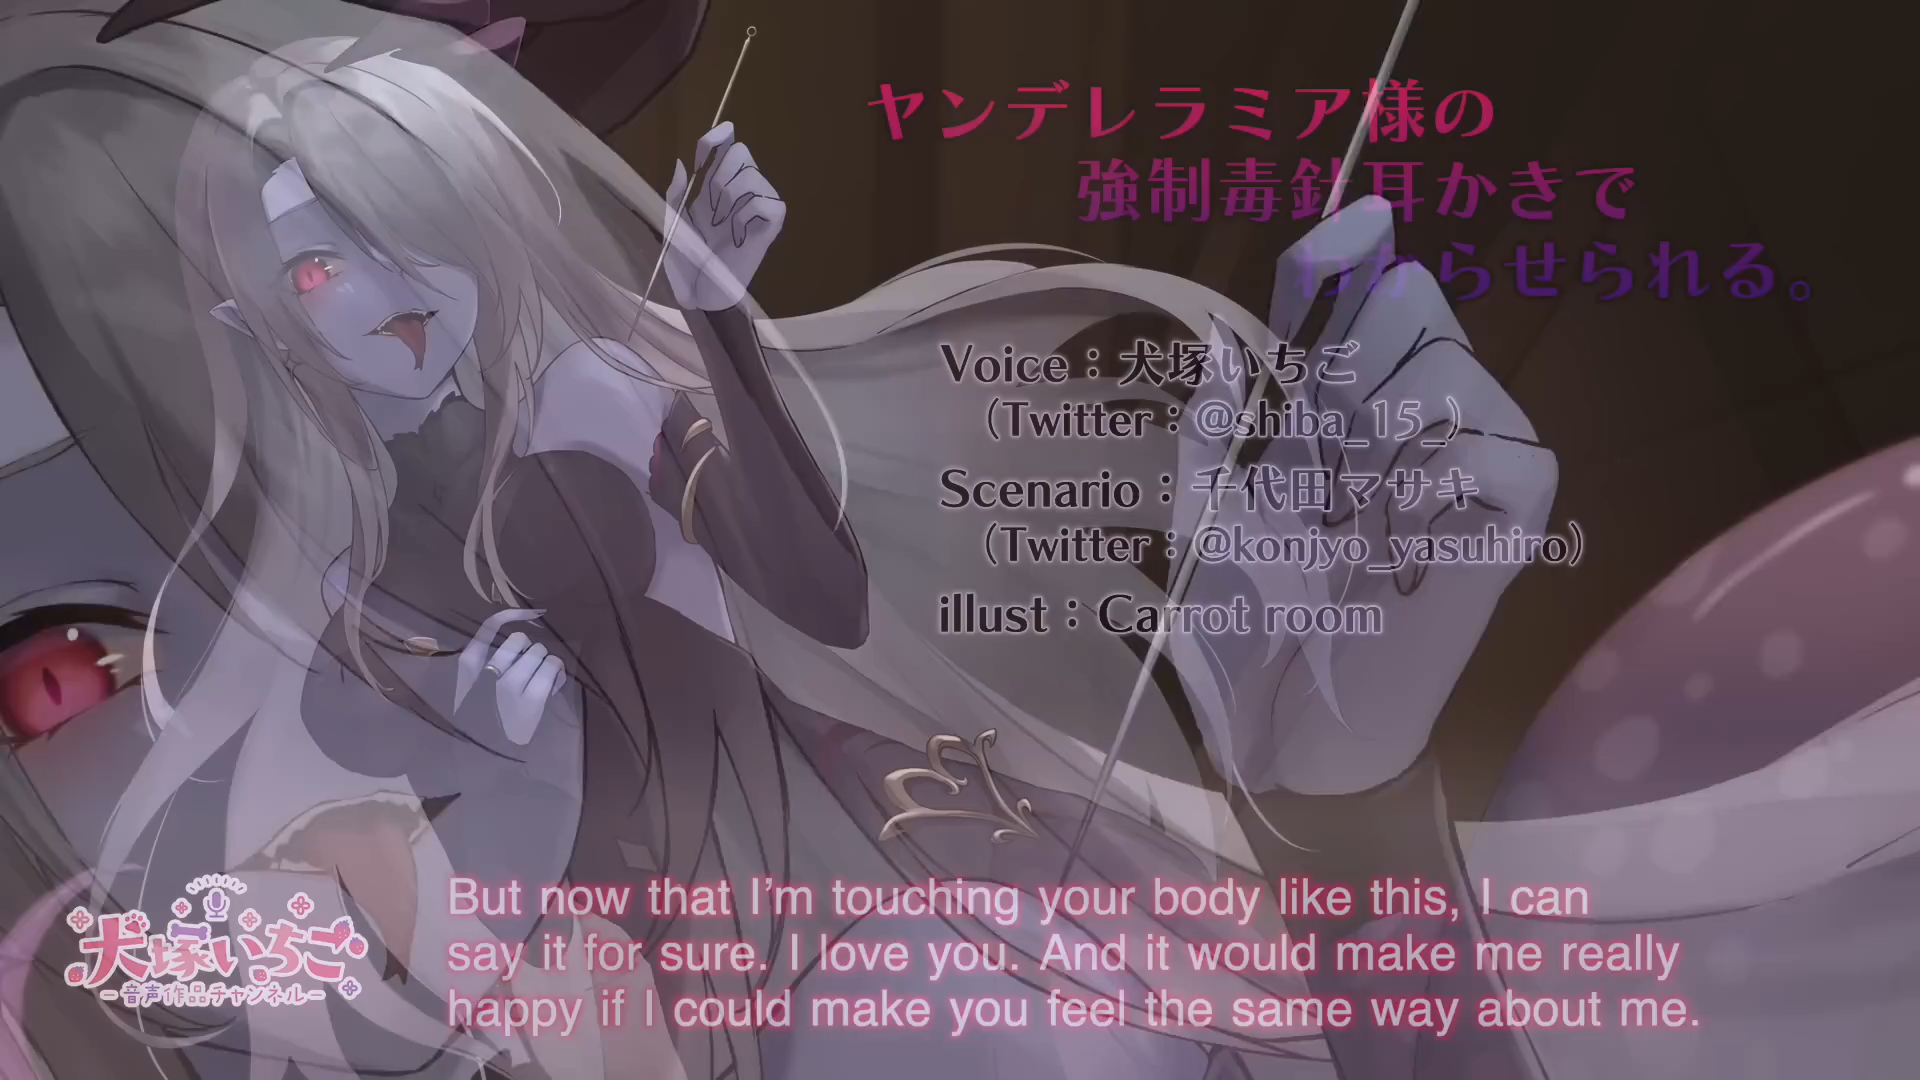 ヤンデレラミア様の
強制毒針耳かきで
わからせられる。
Voice：犬塚いちご
（Twitter：@shiba_15_）
Scenario：千代田マサキ
（Twitter：@konjyo_yasuhiro）
illust：Carrot room
But now that I'm touching your body like this, I can
say it for sure. I love you. And it would make me really
happy if I could make you feel the same way about me.
犬塚いちご
－音声作品チャンネル－